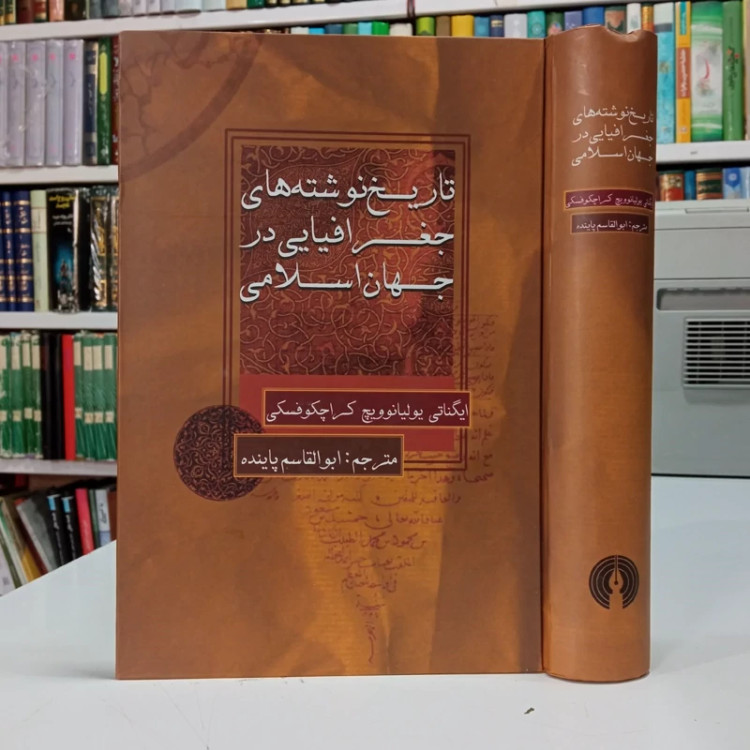 تاریخ نوشته‌های
جغرافیایی در
جهان اسلامی
ایگناتی یولیانوویچ کراچکوفسکی
مترجم: ابوالقاسم پاینده
تاریخ نوشته‌های
جغرافیایی در
جهان اسلامی
ایگناتی یولیانوویچ کراچکوفسکی
مترجم: ابوالقاسم پاینده